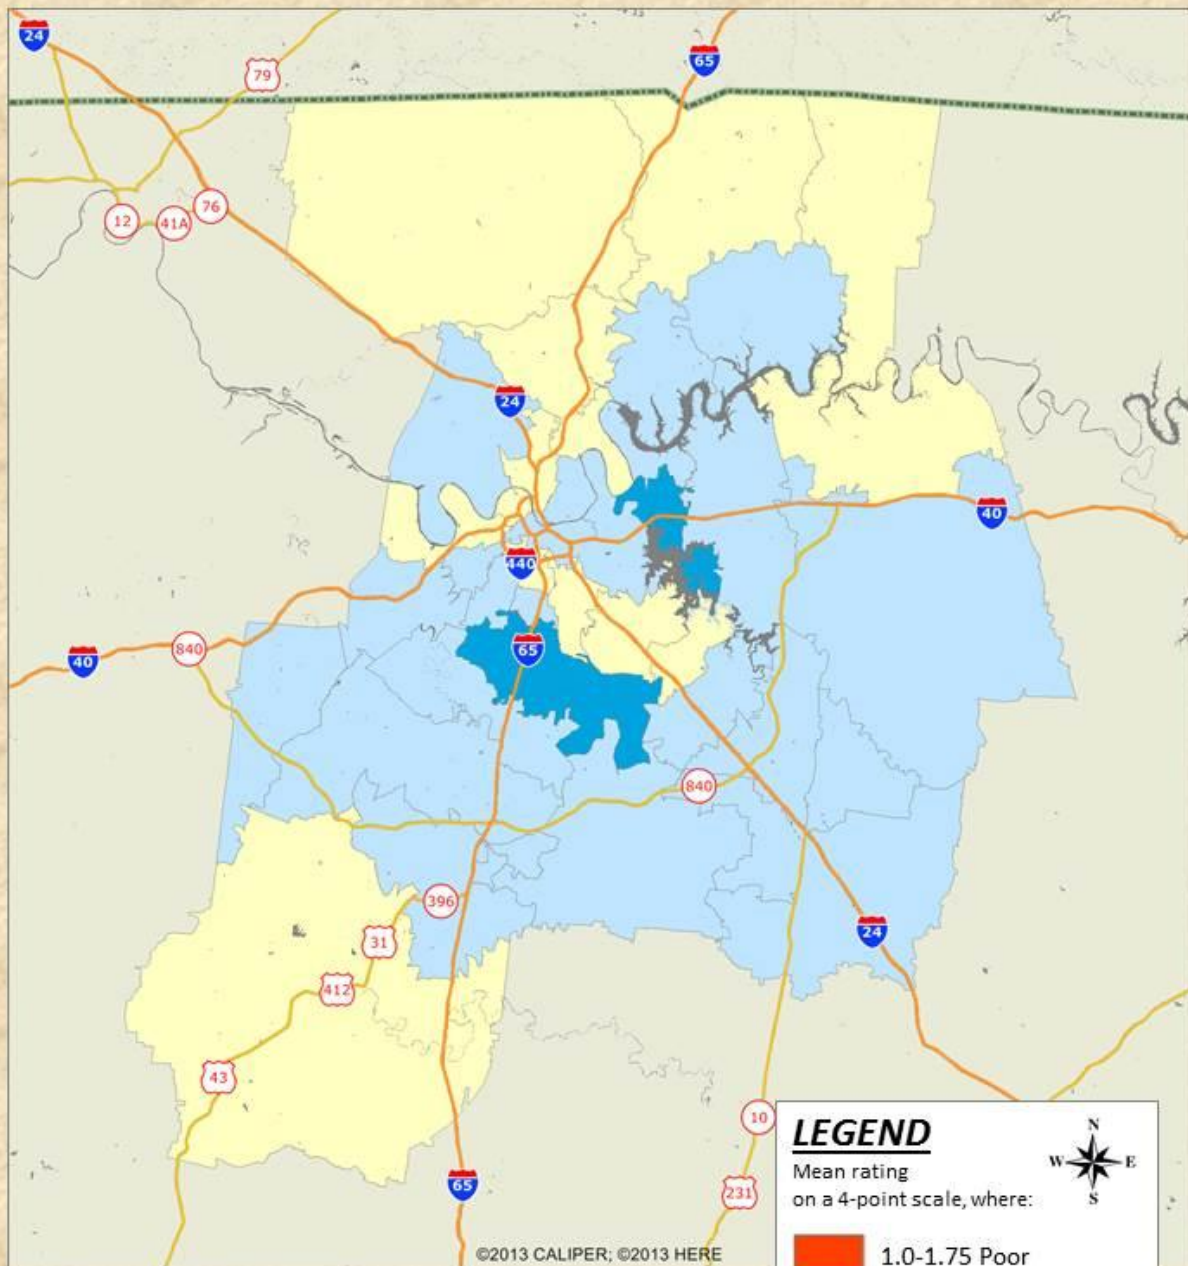 24
65
79
12
41A
76
24
40
440
840
40
65
840
396
31
24
412
43
10
231
65
LEGEND
Mean rating
on a 4-point scale, where:
N
W E
S
1.0-1.75 Poor
©2013 CALIPER; ©2013 HERE